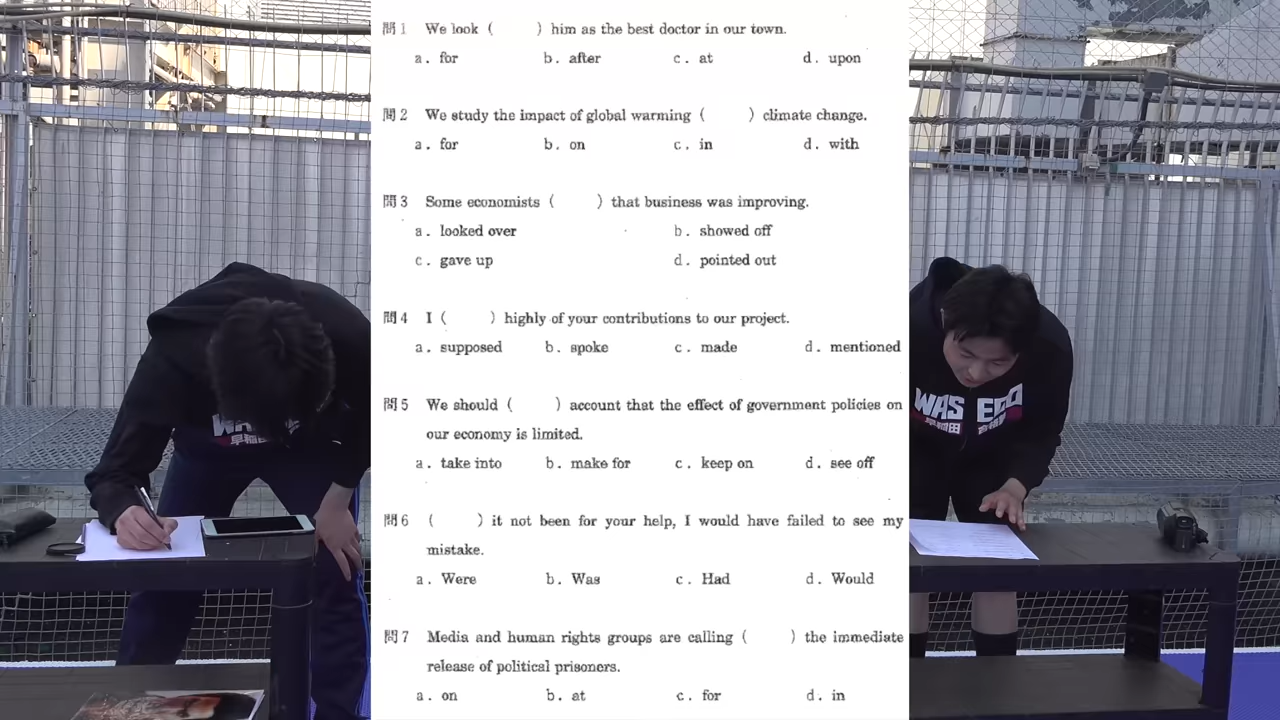 問1 We look ( ) him as the best doctor in our town.
a．for b．after c．at d．upon
問2 We study the impact of global warming ( ) climate change.
a．for b．on c．in d．with
問3 Some economists ( ) that business was improving.
a．looked over b．showed off
c．gave up d．pointed out
問4 I ( ) highly of your contributions to our project.
a．supposed b．spoke c．made d．mentioned
問5 We should ( ) account that the effect of government policies on
our economy is limited.
a．take into b．make for c．keep on d．see off
問6 ( ) it not been for your help, I would have failed to see my
mistake.
a．Were b．Was c．Had d．Would
問7 Media and human rights groups are calling ( ) the immediate
release of political prisoners.
a．on b．at c．for d．in
早稲田